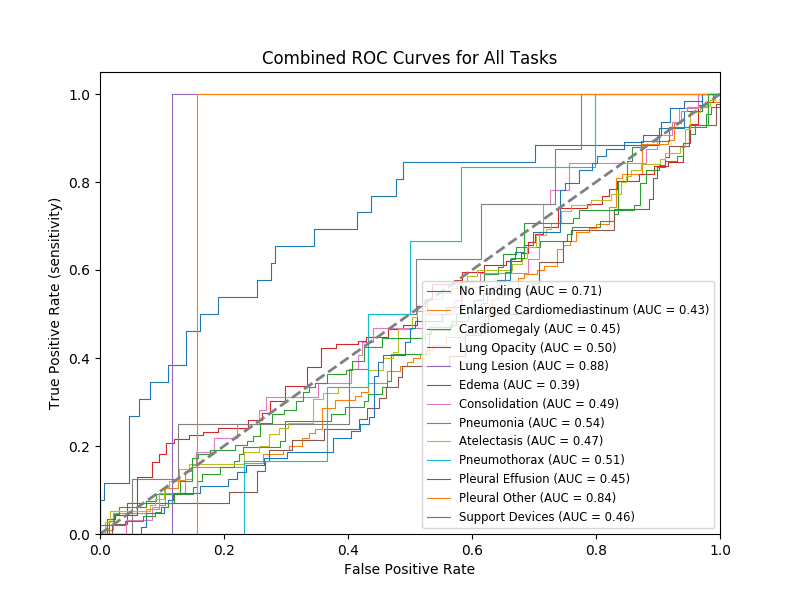 Combined ROC Curves for All Tasks
True Positive Rate (sensitivity)
1.0
0.8
0.6
0.4
0.2
0.0
No Finding (AUC = 0.71)
Enlarged Cardiomediastinum (AUC = 0.43)
Cardiomegaly (AUC = 0.45)
Lung Opacity (AUC = 0.50)
Lung Lesion (AUC = 0.88)
Edema (AUC = 0.39)
Consolidation (AUC = 0.49)
Pneumonia (AUC = 0.54)
Atelectasis (AUC = 0.47)
Pneumothorax (AUC = 0.51)
Pleural Effusion (AUC = 0.45)
Pleural Other (AUC = 0.84)
Support Devices (AUC = 0.46)
0.0 0.2 0.4 0.6 0.8 1.0
False Positive Rate